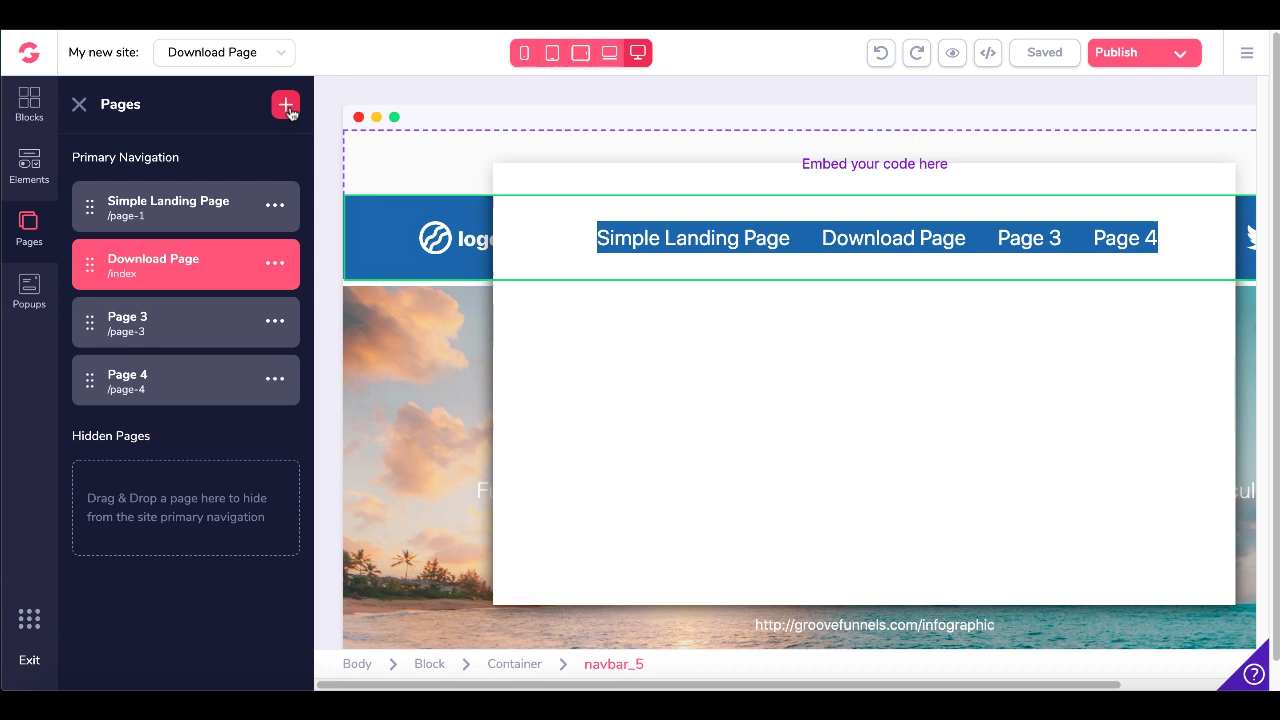 My new site:
Download Page
Saved
Publish
Blocks
Elements
Pages
Popups
Exit
Pages
Primary Navigation
Simple Landing Page
/page-1
Download Page
/index
Page 3
/page-3
Page 4
/page-4
Hidden Pages
Drag & Drop a page here to hide
from the site primary navigation
Embed your code here
Simple Landing Page Download Page Page 3 Page 4
http://groovefunnels.com/infographic
Body Block Container navbar_5